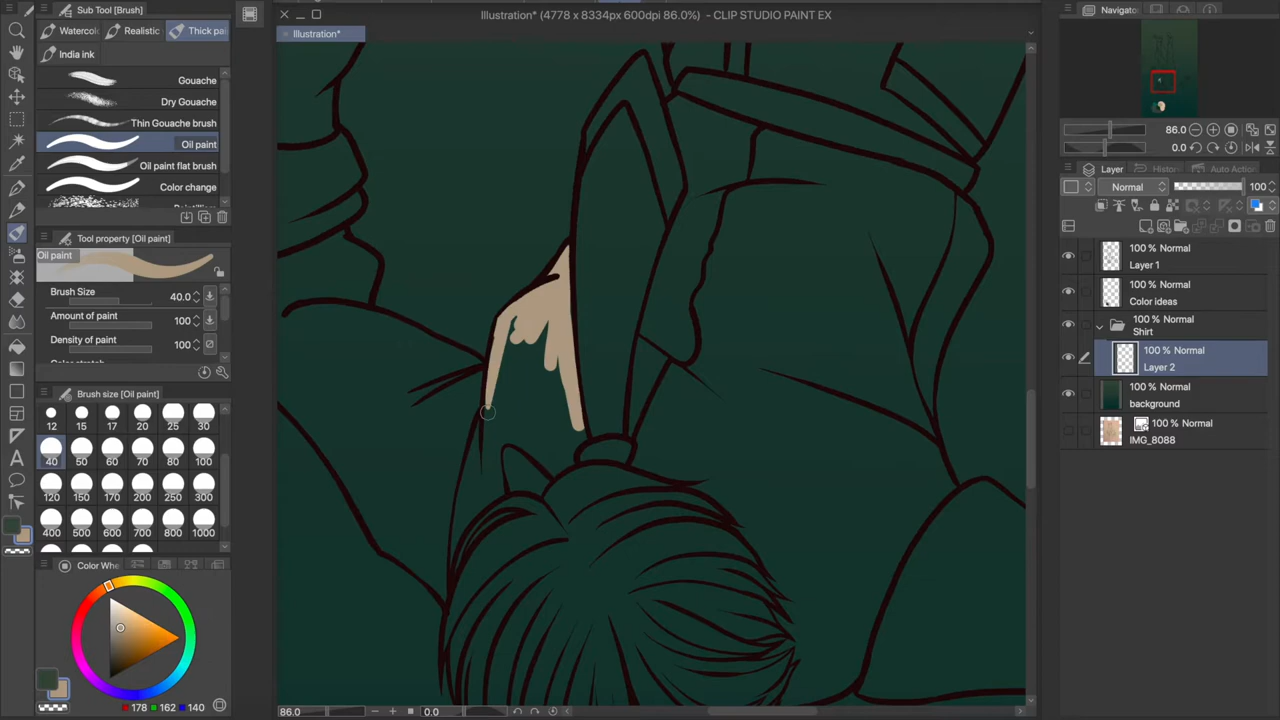 Sub Tool [Brush]
Watercol
Realistic
Thick pai
India ink
Gouache
Dry Gouache
Thin Gouache brush
Oil paint
Oil paint flat brush
Color change
Tool property [Oil paint]
Oil paint
Brush Size
40.0
Amount of paint
100
Density of paint
100
Brush size [Oil paint]
12 15 17 20 25 30
40 50 60 70 80 100
120 150 170 200 250 300
400 500 600 700 800 1000
Color Whe
178 162 140
Illustration* (4778 x 8334px 600dpi 86.0%) - CLIP STUDIO PAINT EX
Illustration*
86.0
0.0
Navigator
86.0
0.0
Layer
Histor
Auto Action
Normal
100
100 % Normal
Layer 1
100 % Normal
Color ideas
100 % Normal
Shirt
100 % Normal
Layer 2
100 % Normal
background
100 % Normal
IMG_8088